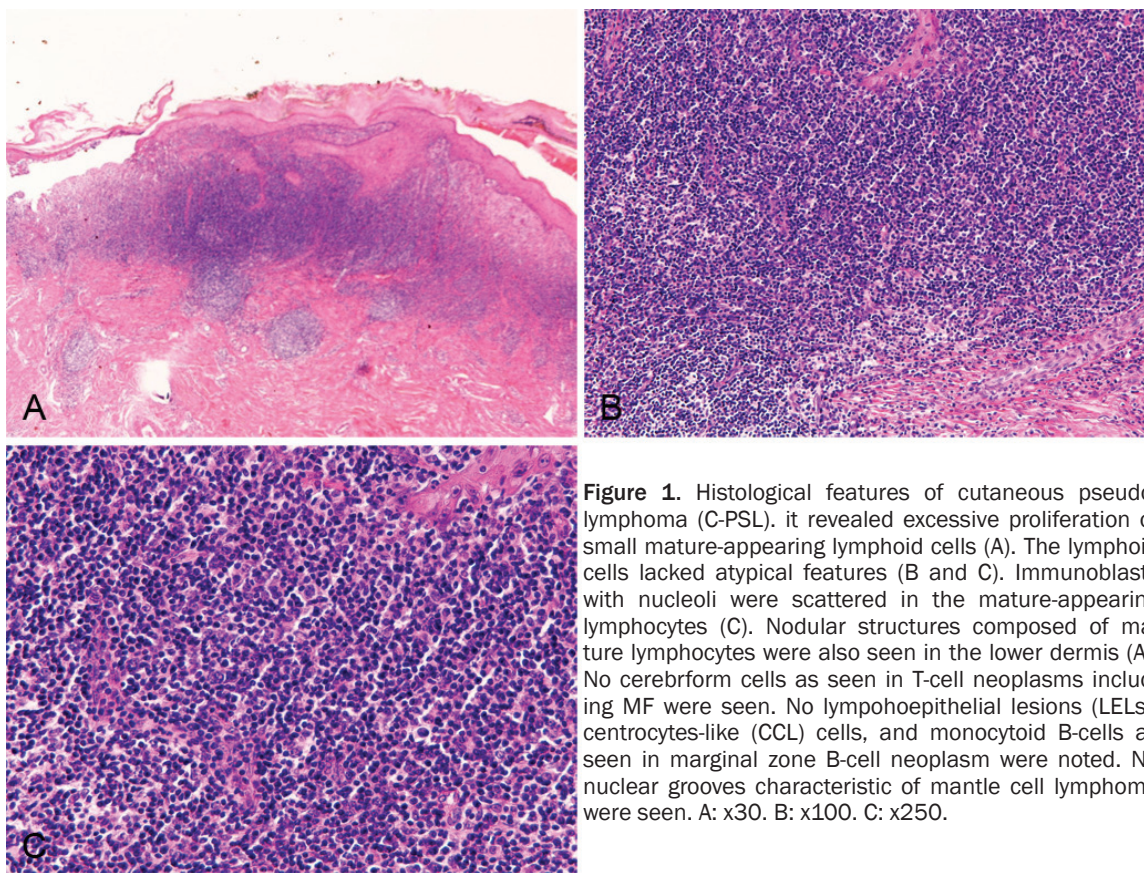 A
B
C
Figure 1. Histological features of cutaneous pseudo
lymphoma (C-PSL). it revealed excessive proliferation o
small mature-appearing lymphoid cells (A). The lymphoi
cells lacked atypical features (B and C). Immunoblast
with nucleoli were scattered in the mature-appearin
lymphocytes (C). Nodular structures composed of ma
ture lymphocytes were also seen in the lower dermis (A
No cerebrform cells as seen in T-cell neoplasms includ
ing MF were seen. No lympohoepithelial lesions (LELs
centrocytes-like (CCL) cells, and monocytoid B-cells a
seen in marginal zone B-cell neoplasm were noted. N
nuclear grooves characteristic of mantle cell lymphom
were seen. A: x30. B: x100. C: x250.